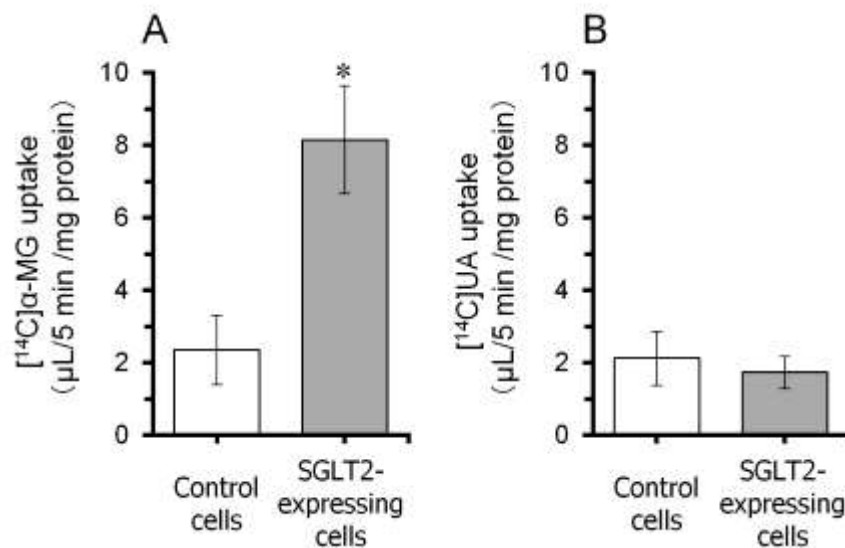 A
[¹⁴C]α-MG uptake
(μL/5 min /mg protein)
10
8
6
4
2
0
*
Control
cells
SGLT2-
expressing
cells
B
[¹⁴C]UA uptake
(μL/5 min /mg protein)
10
8
6
4
2
0
Control
cells
SGLT2-
expressing
cells